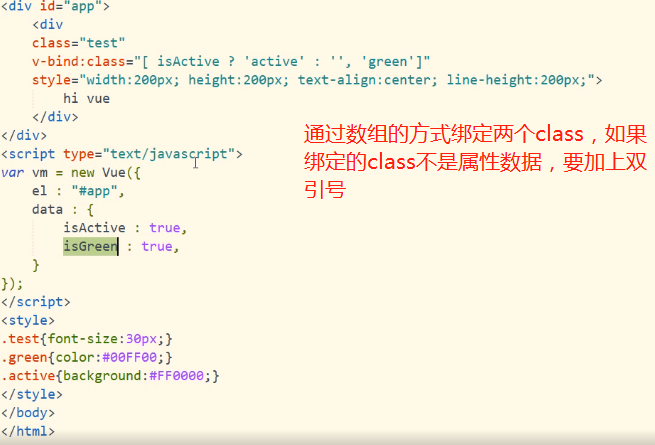 <div id="app">
<div
class="test"
v-bind:class="[ isActive ? 'active' : '', 'green']"
style="width:200px; height:200px; text-align:center; line-height:200px;">
hi vue
</div>
</div>
<script type="text/javascript">
var vm = new Vue({
el : "#app",
data : {
isActive : true,
isGreen : true,
}
});
</script>
<style>
.test{font-size:30px;}
.green{color:#00FF00;}
.active{background:#FF0000;}
</style>
</body>
</html>
通过数组的方式绑定两个class，如果
绑定的class不是属性数据，要加上双
引号